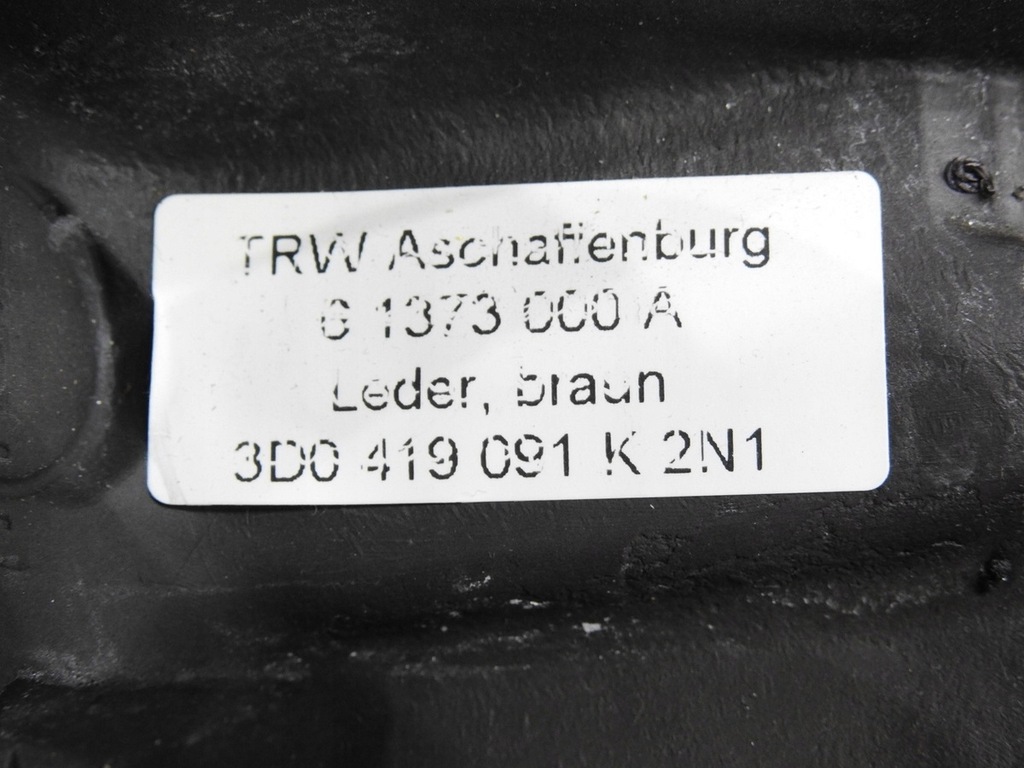 TRW Aschaffenburg
6 1373 000 A
Leder, braun
3D0 419 091 K 2N1